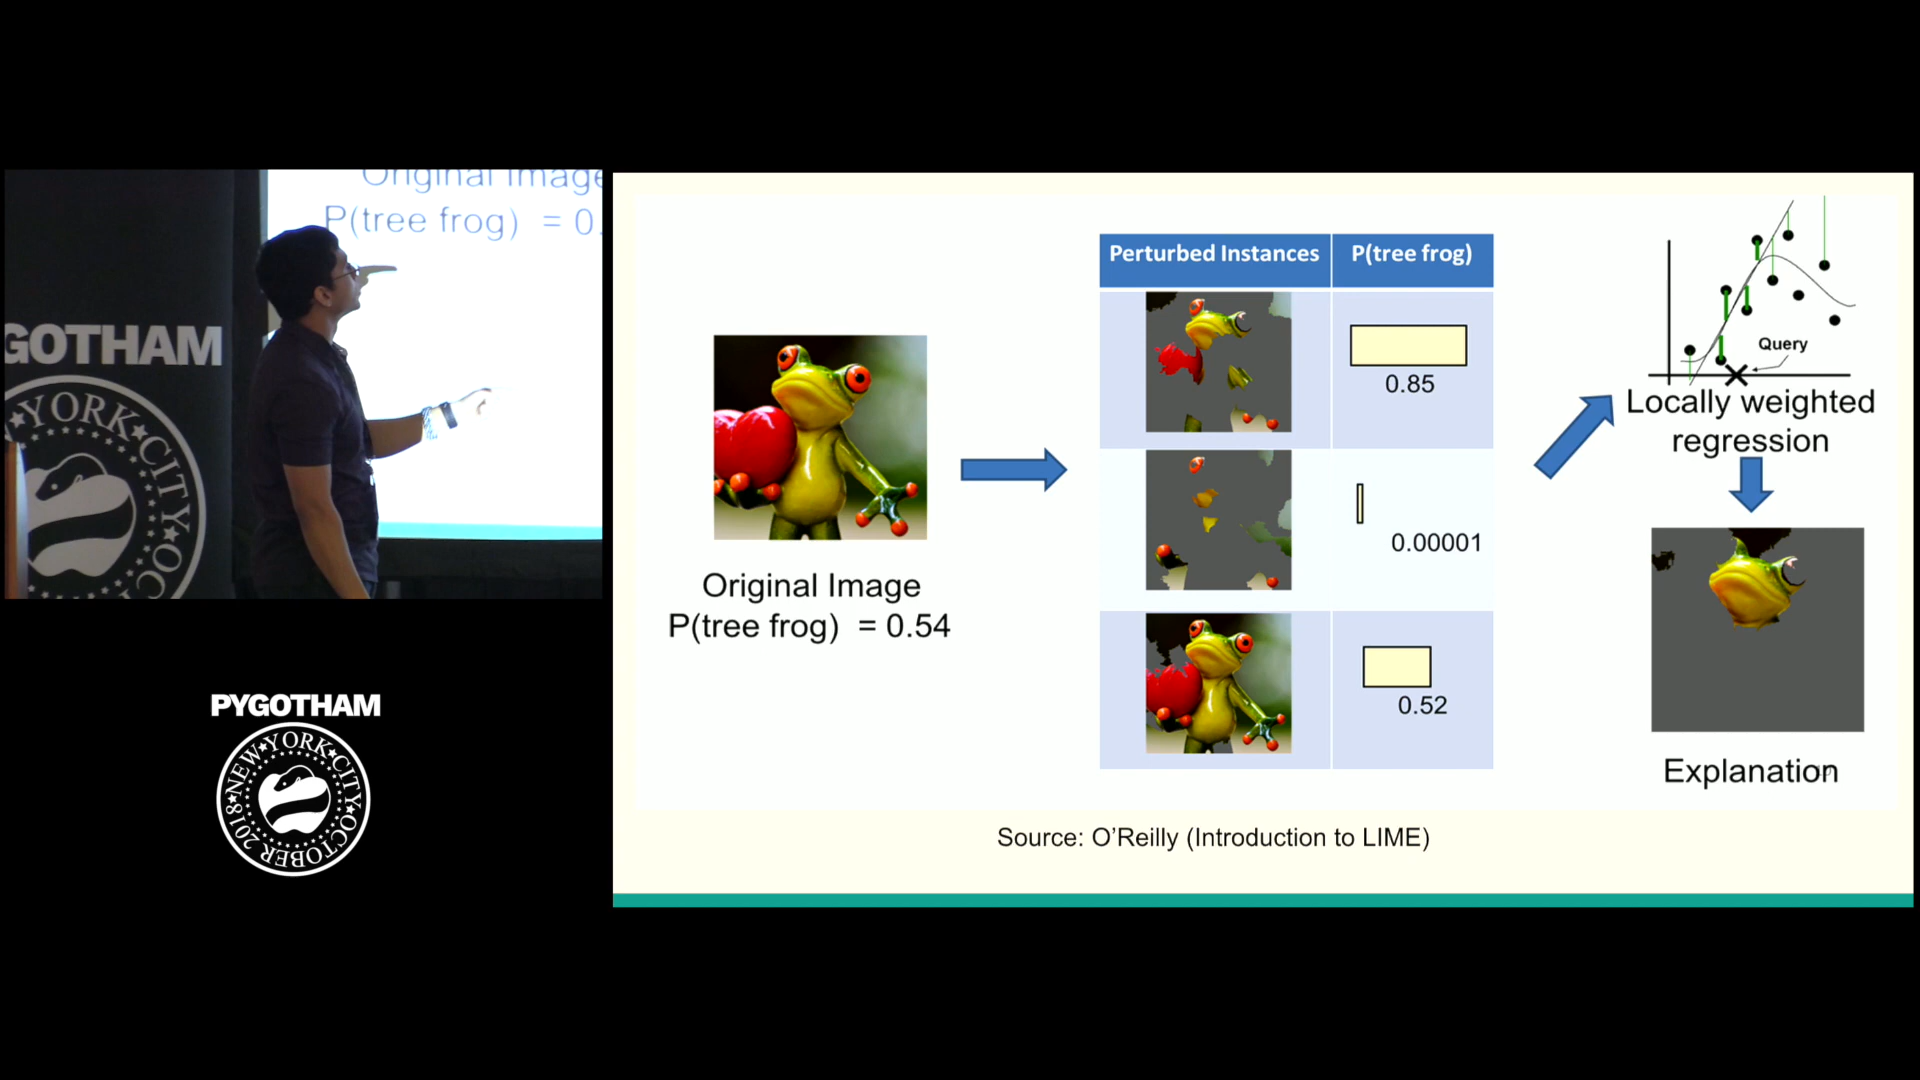 Original Image
P(tree frog) = 0.
GOTHAM
YORK CITY OC
PYGOTHAM
NEW YORK CITY OCTOBER 2018
Original Image
P(tree frog) = 0.54
Perturbed Instances P(tree frog)
0.85
0.00001
0.52
Query
Locally weighted
regression
Explanation
Source: O'Reilly (Introduction to LIME)